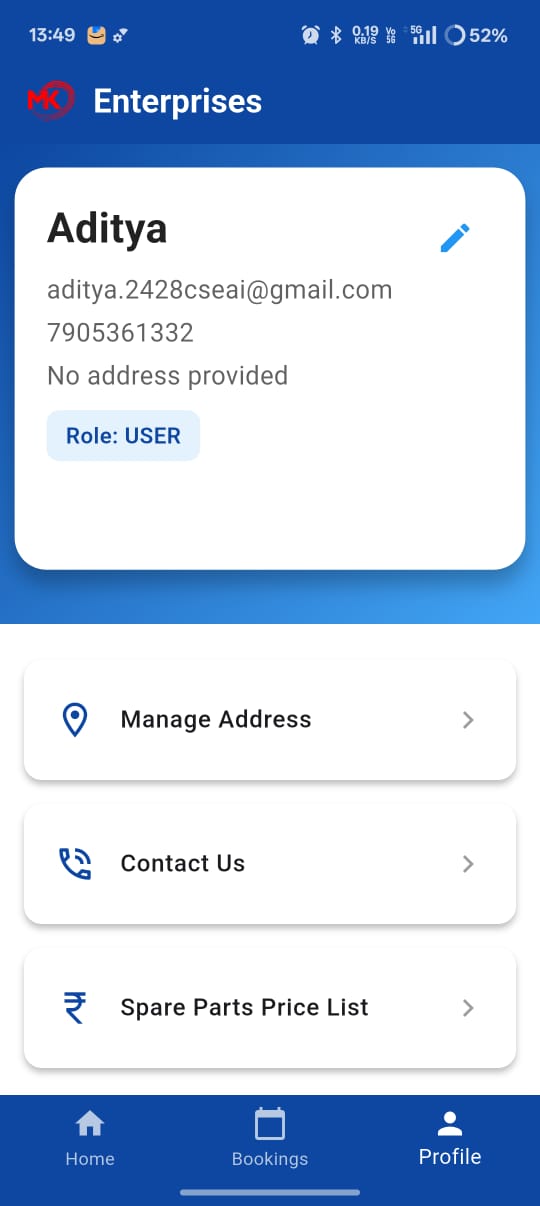 13:49
0.19
KB/S
Vo
5G
5G
52%
MK
Enterprises
Aditya
aditya.2428cseai@gmail.com
7905361332
No address provided
Role: USER
Manage Address
Contact Us
Spare Parts Price List
Home
Bookings
Profile